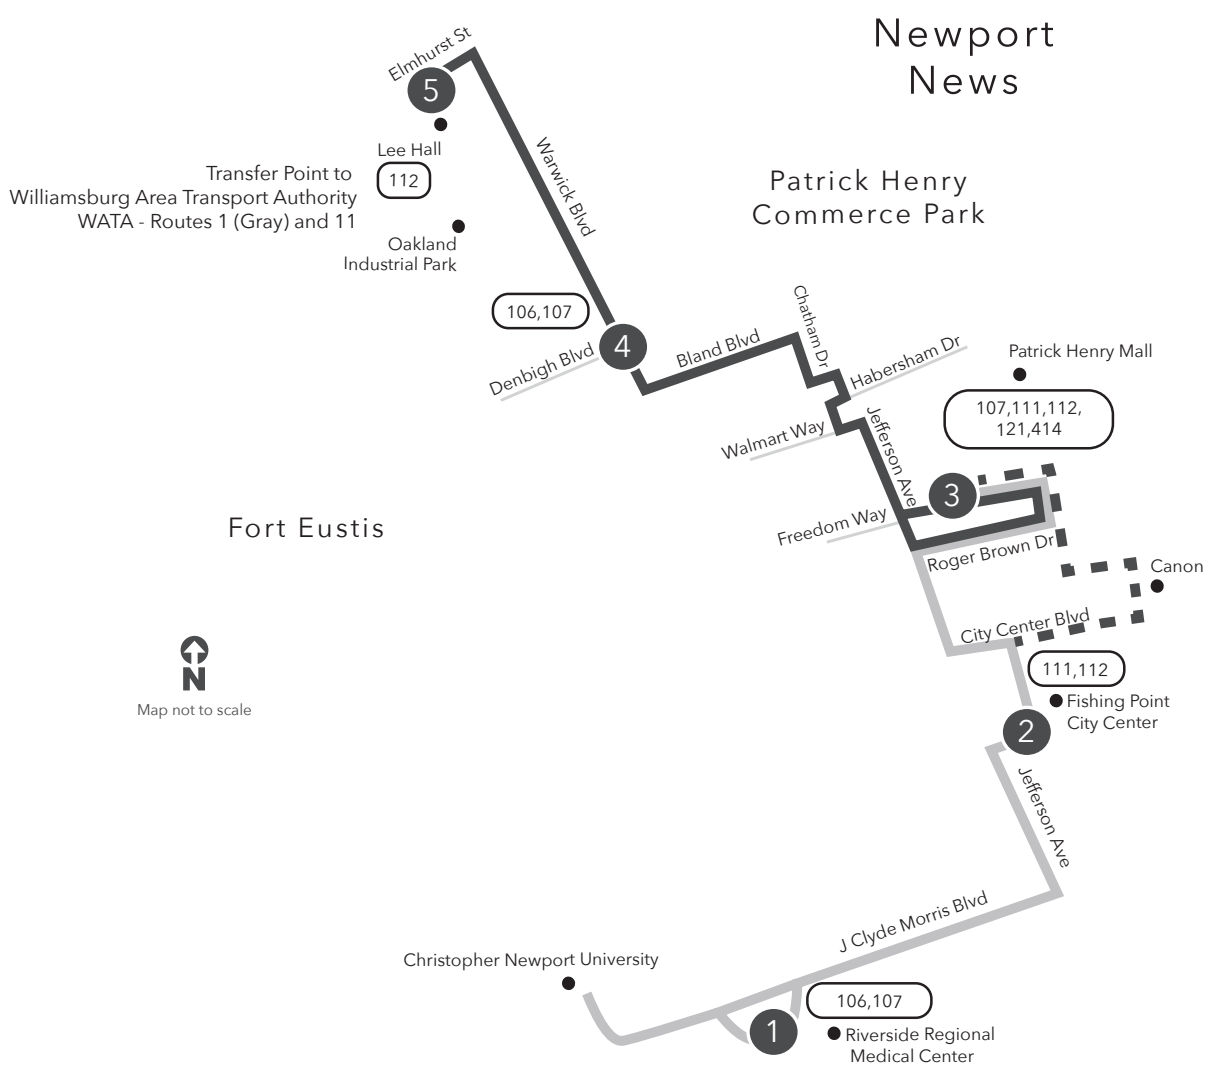 Newport
News
Elmhurst St
5
Lee Hall
112
Transfer Point to
Williamsburg Area Transport Authority
WATA - Routes 1 (Gray) and 11
Warwick Blvd
Patrick Henry
Commerce Park
Oakland
Industrial Park
106,107
4
Denbigh Blvd
Bland Blvd
Chatham Dr
Habersham Dr
Patrick Henry Mall
107,111,112,
121,414
Walmart Way
Jefferson Ave
3
Freedom Way
Fort Eustis
Roger Brown Dr
Canon
City Center Blvd
N
Map not to scale
111,112
Fishing Point
City Center
2
Jefferson Ave
J Clyde Morris Blvd
Christopher Newport University
106,107
1
Riverside Regional
Medical Center